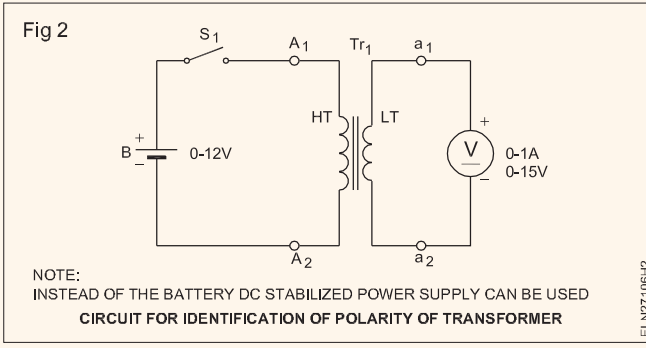 Fig 2
S1
A1
Tr1
a1
HT
LT
+
B
−
0-12V
+
V
−
0-1A
0-15V
A2
a2
NOTE:
INSTEAD OF THE BATTERY DC STABILIZED POWER SUPPLY CAN BE USED
CIRCUIT FOR IDENTIFICATION OF POLARITY OF TRANSFORMER
ELN27106H2